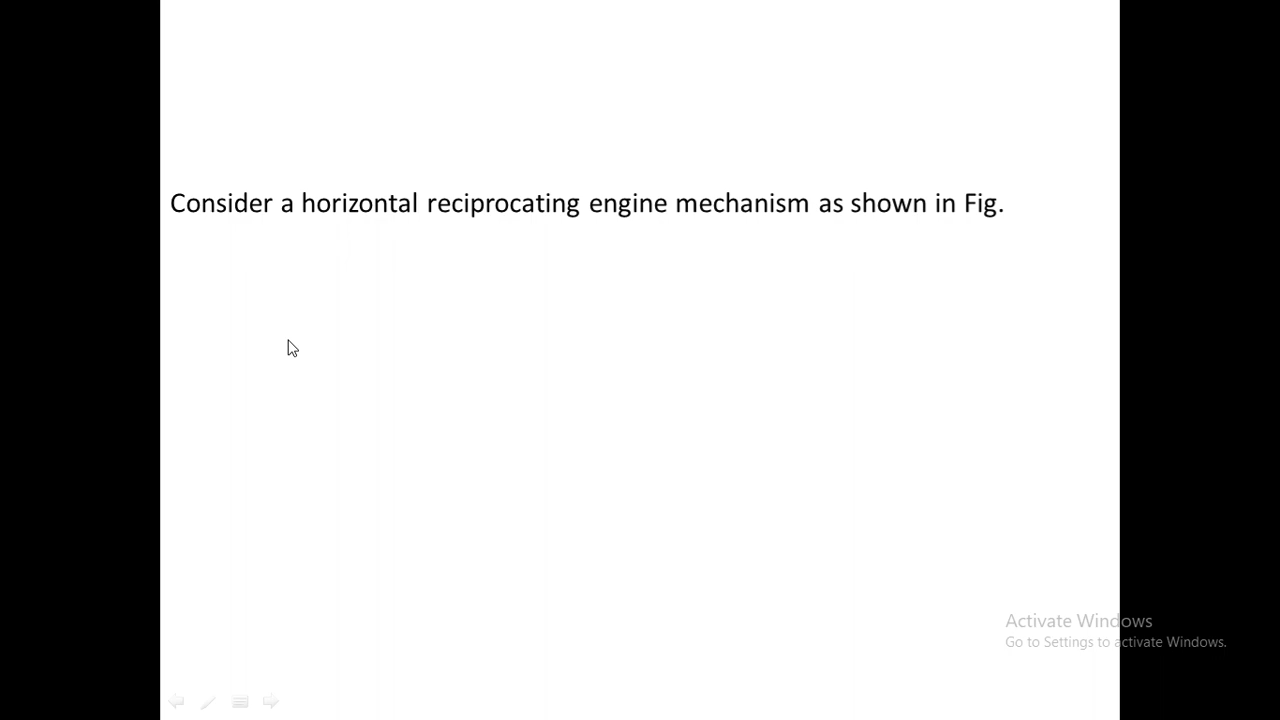 Consider a horizontal reciprocating engine mechanism as shown in Fig.
Activate Windows
Go to Settings to activate Windows.